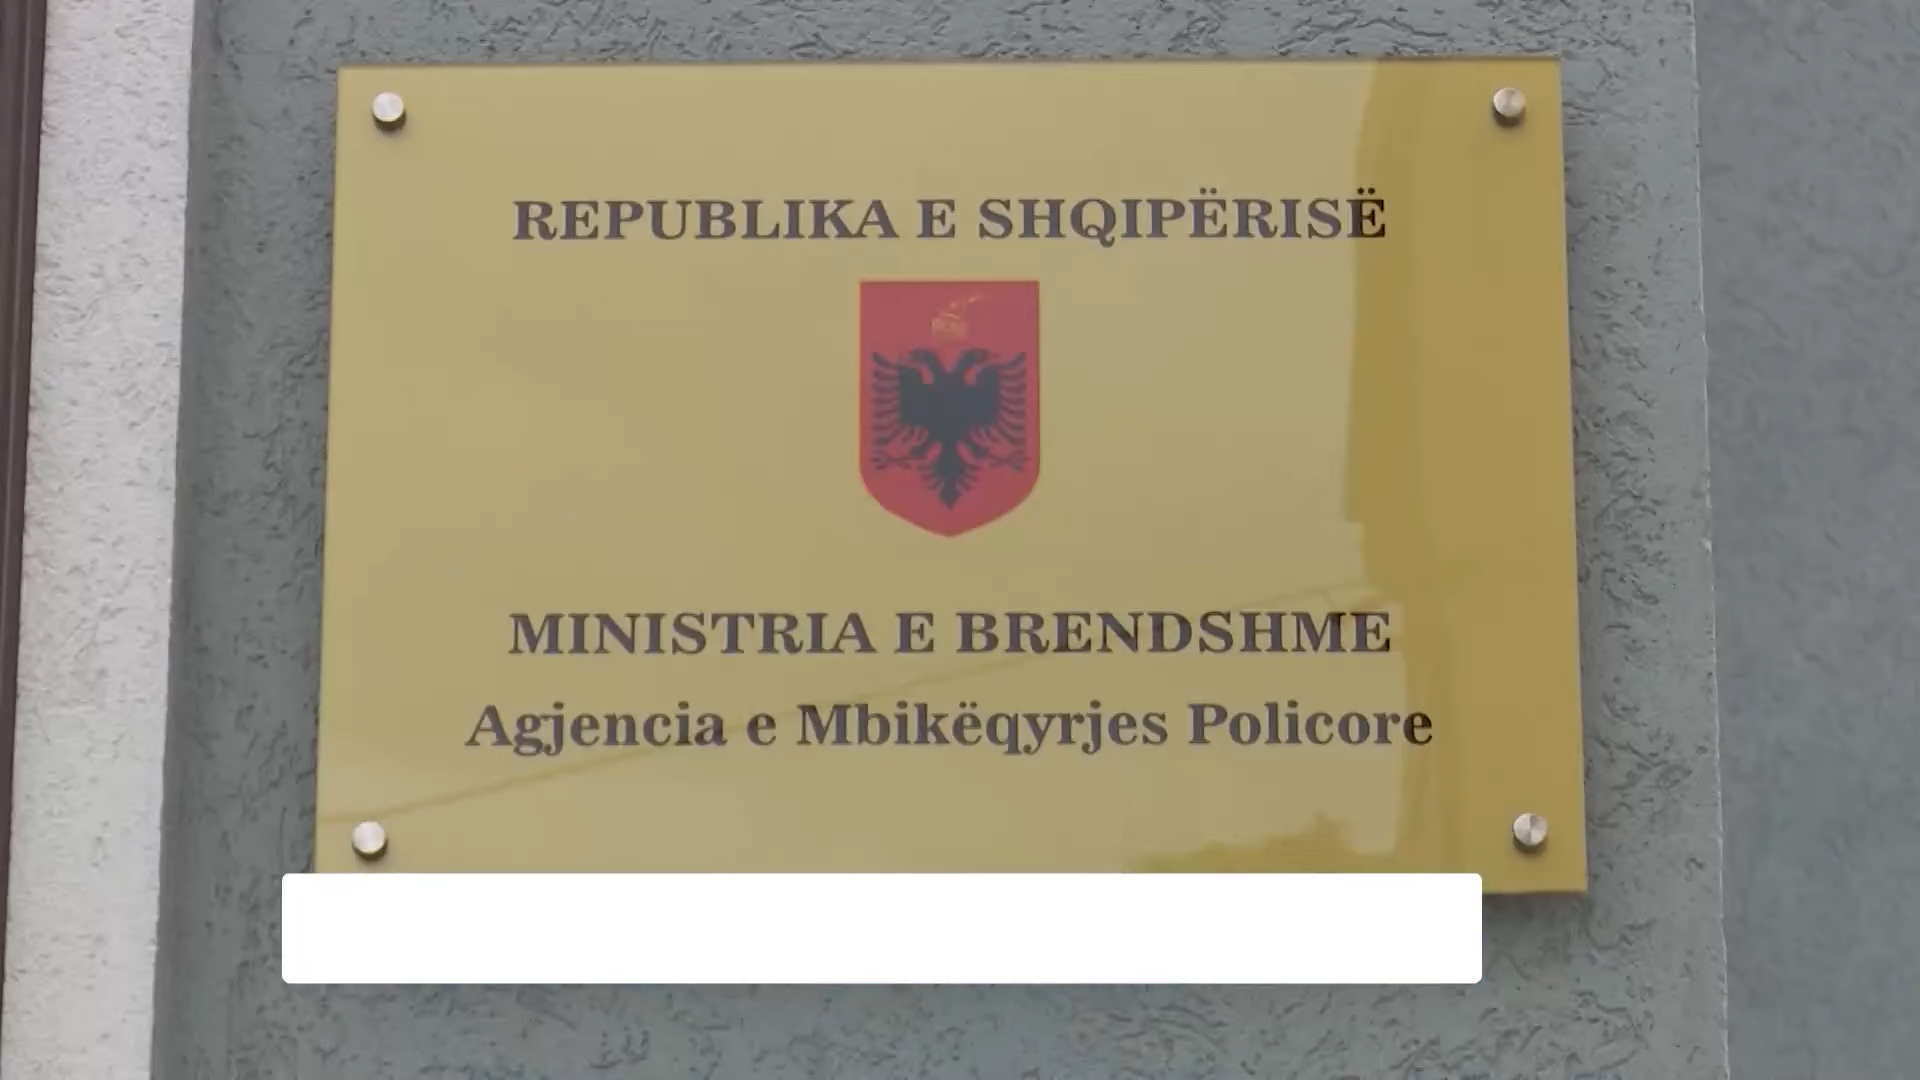 REPUBLIKA E SHQIPËRISË
MINISTRIA E BRENDSHME
Agjencia e Mbikëqyrjes Policore